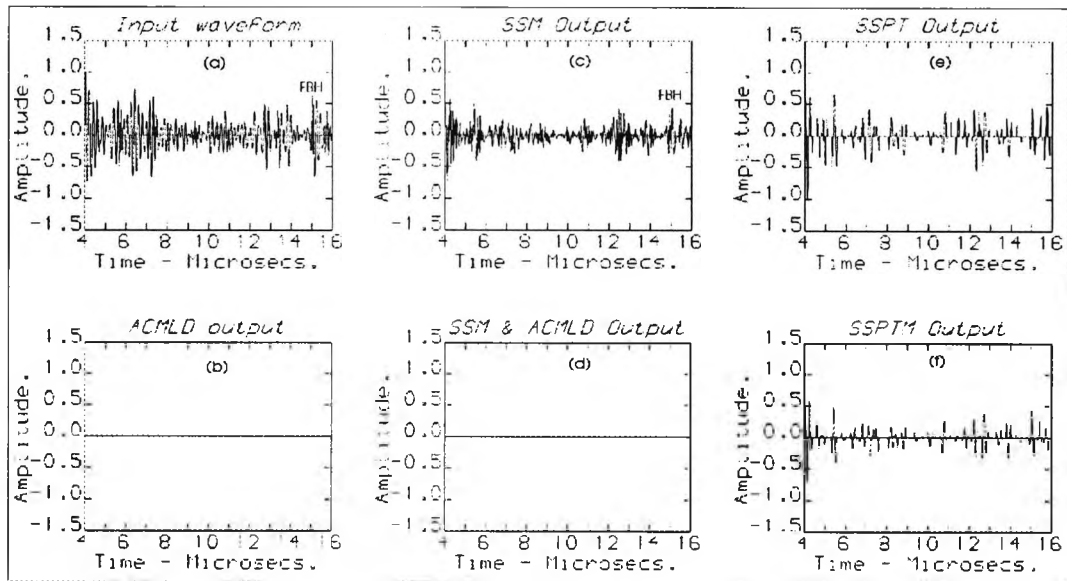 Input waveform
SSM Output
SSPT Output
(a)
(c)
(e)
FBH
FBH
Amplitude.
1.5
1.0
0.5
0.0
-0.5
-1.0
-1.5
4 6 8 10 12 14 16
Time - Microsecs.
Amplitude.
1.5
1.0
0.5
0.0
-0.5
-1.0
-1.5
4 6 8 10 12 14 16
Time - Microsecs.
Amplitude.
1.5
1.0
0.5
0.0
-0.5
-1.0
-1.5
4 6 8 10 12 14 16
Time - Microsecs.
ACMLD output
SSM & ACMLD Output
SSPTM Output
(b)
(d)
(f)
Amplitude.
1.5
1.0
0.5
0.0
-0.5
-1.0
-1.5
4 6 8 10 12 14 16
Time - Microsecs.
Amplitude.
1.5
1.0
0.5
0.0
-0.5
-1.0
-1.5
4 6 8 10 12 14 16
Time - Microsecs.
Amplitude.
1.5
1.0
0.5
0.0
-0.5
-1.0
-1.5
4 6 8 10 12 14 16
Time - Microsecs.